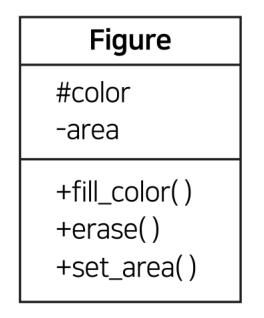 Figure
#color
-area
+fill_color( )
+erase( )
+set_area( )